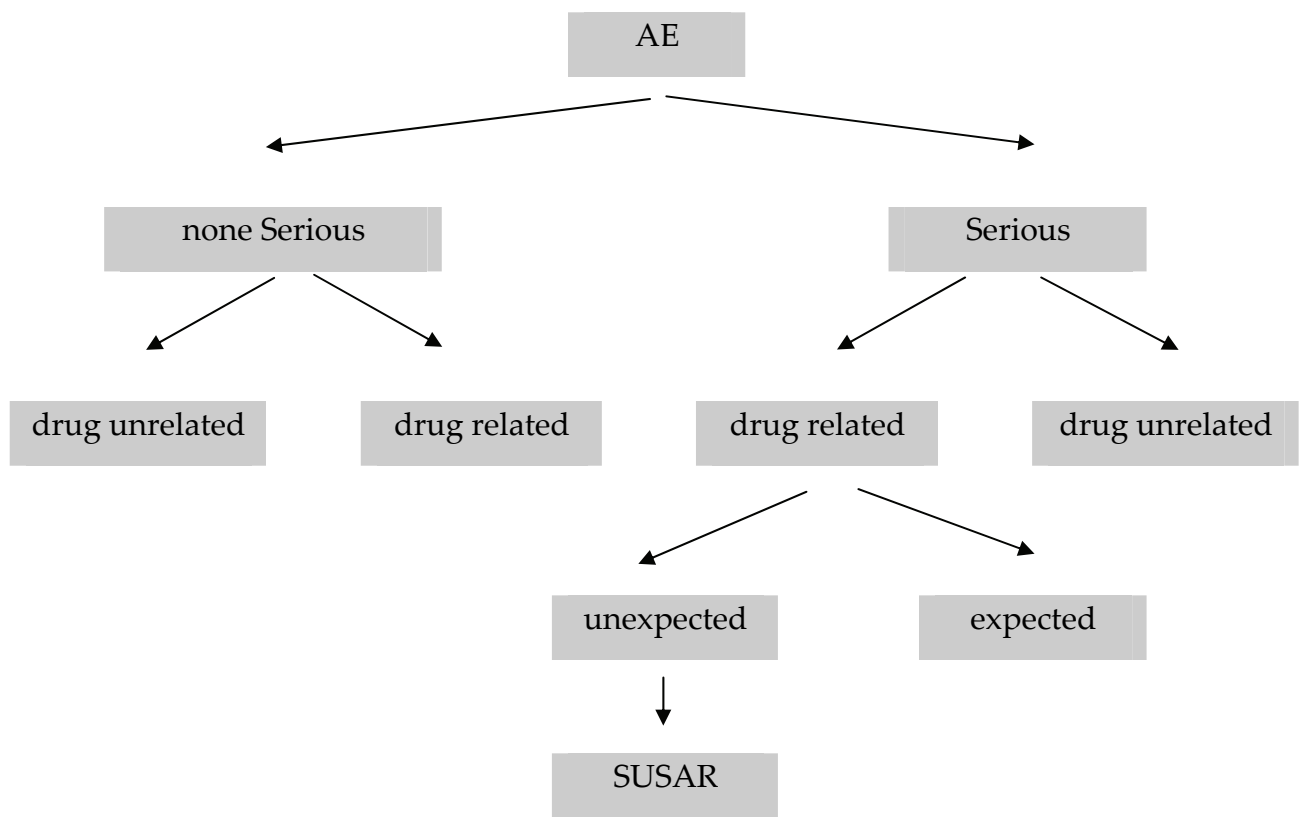 AE
none Serious
Serious
drug unrelated
drug related
drug related
drug unrelated
unexpected
expected
SUSAR